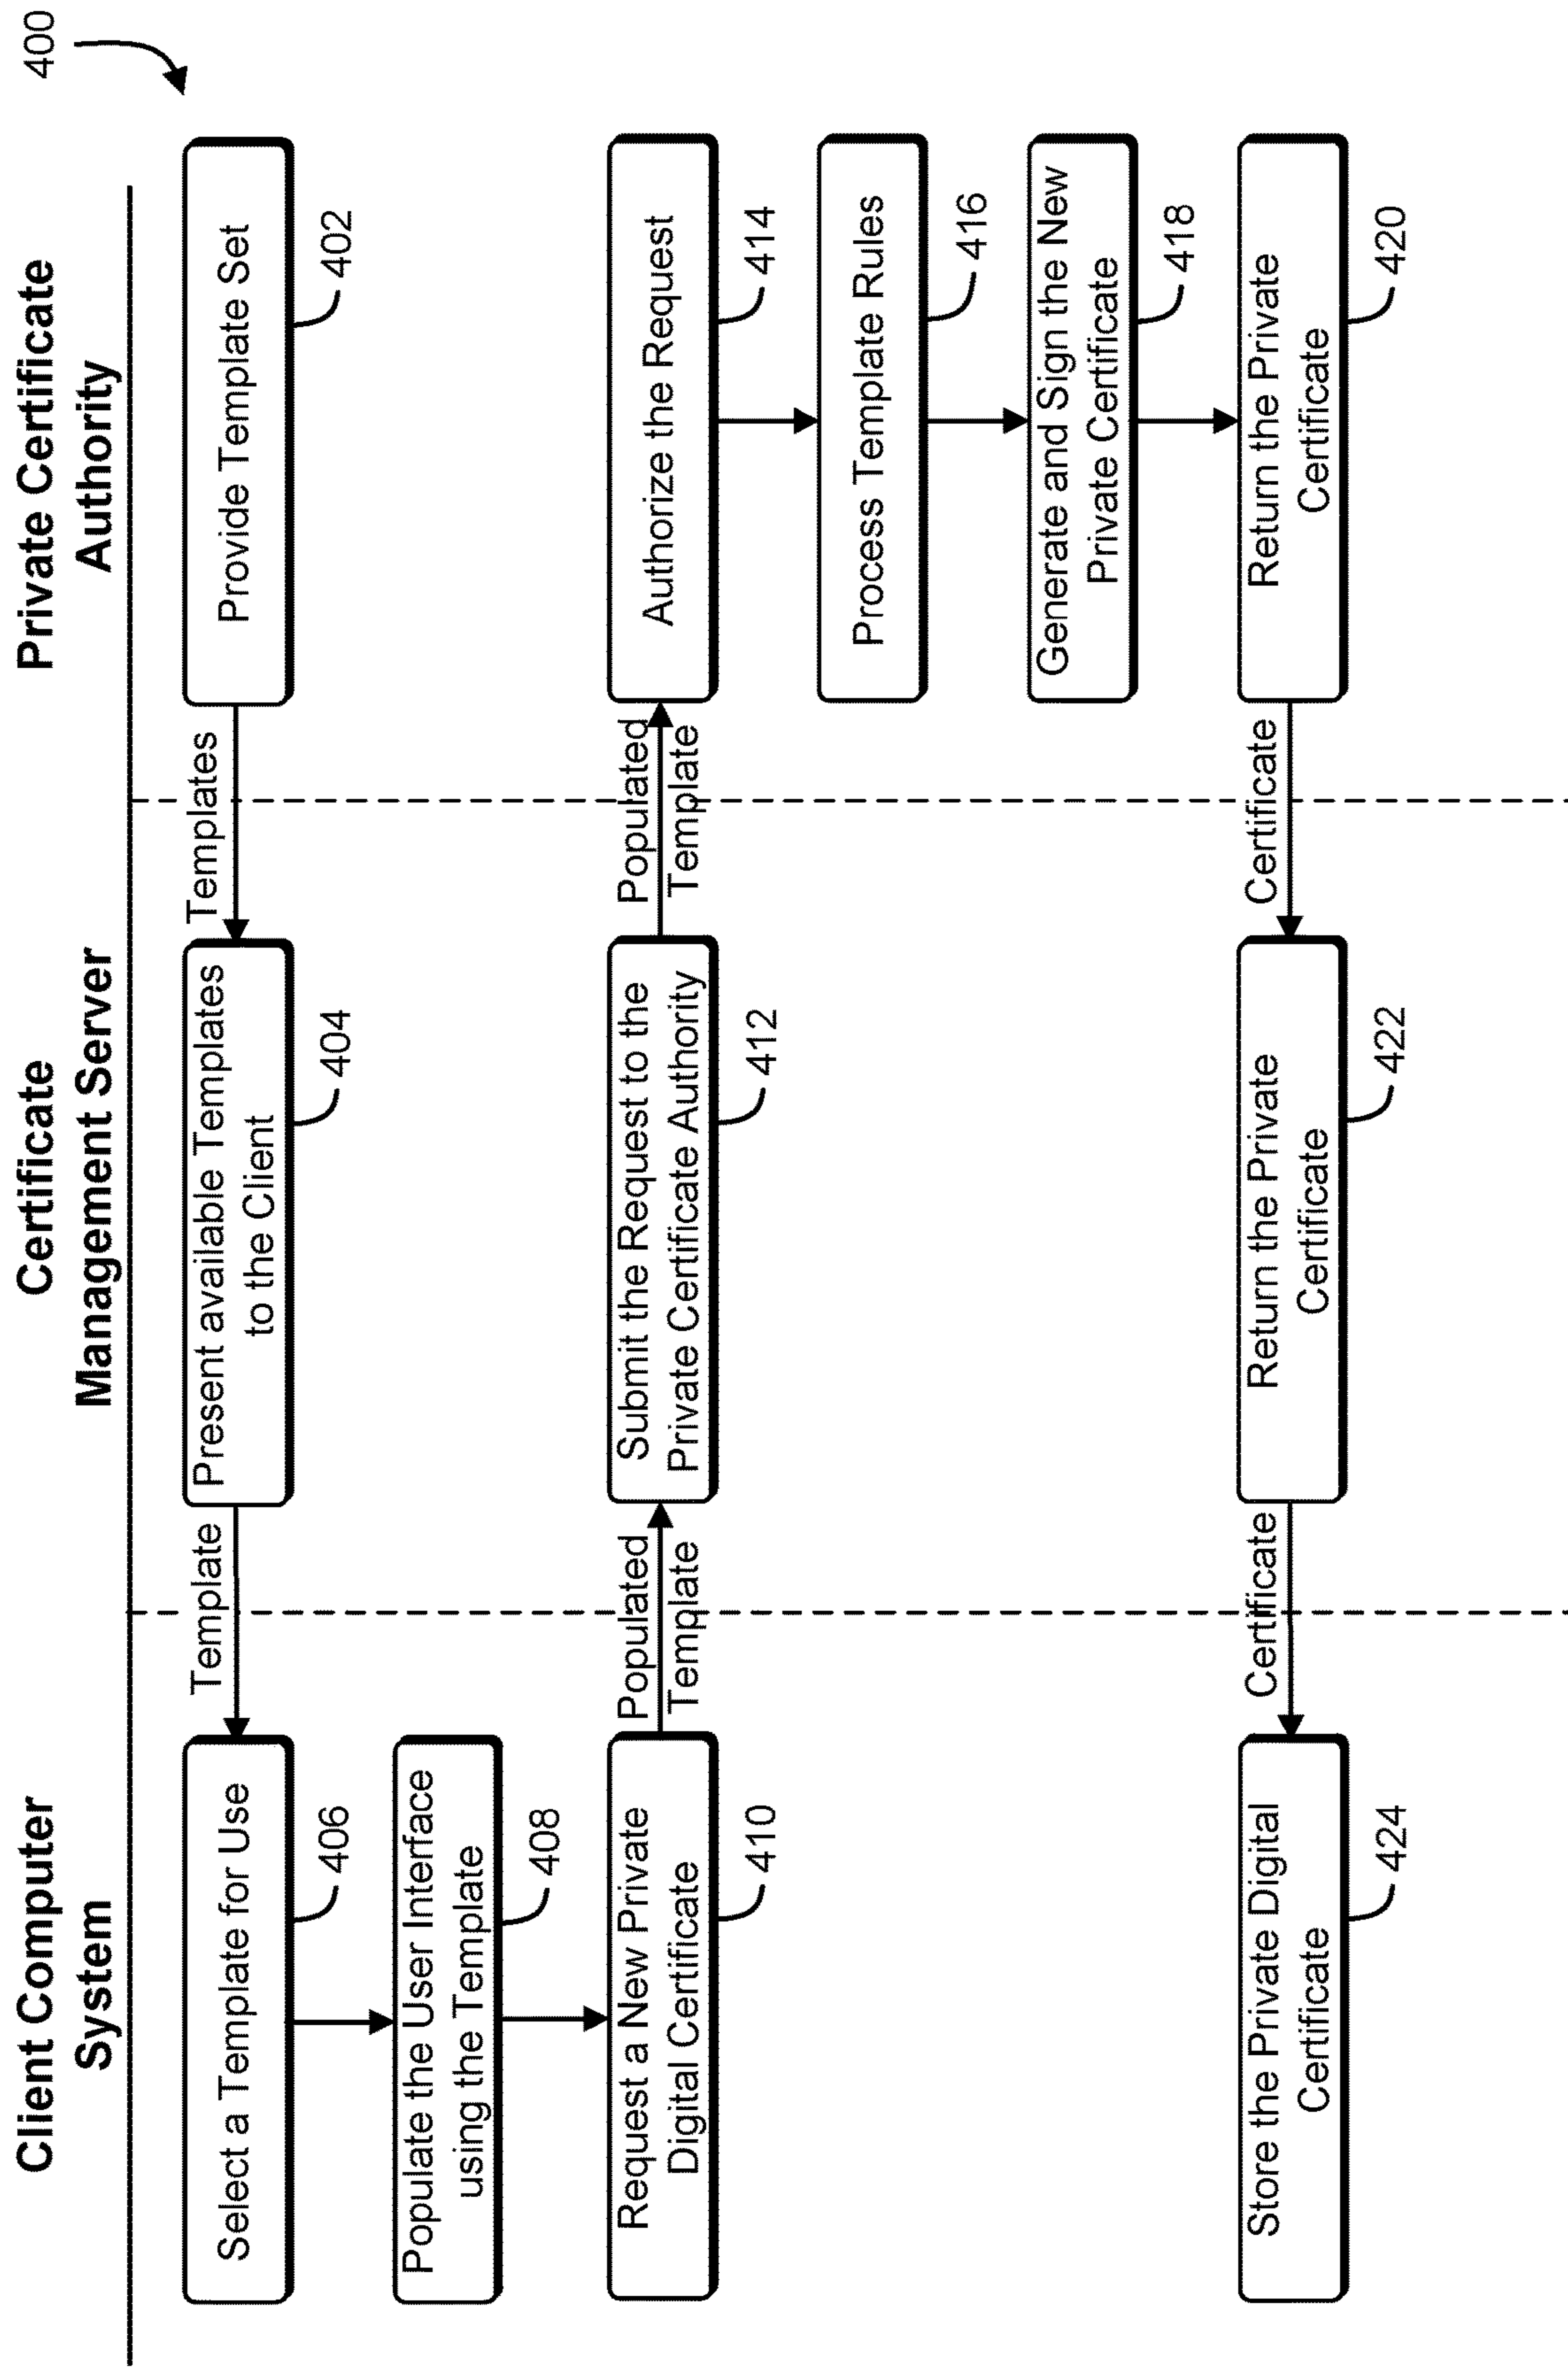 400
Client Computer
System
Certificate
Management Server
Private Certificate
Authority
Select a Template for Use
406
Template
Present available Templates
to the Client
404
Templates
Provide Template Set
402
Populate the User Interface
using the Template
408
Request a New Private
Digital Certificate
410
Populated
Template
Submit the Request to the
Private Certificate Authority
412
Populated
Template
Authorize the Request
414
Process Template Rules
416
Generate and Sign the New
Private Certificate
418
Store the Private Digital
Certificate
424
Certificate
Return the Private
Certificate
422
Certificate
Return the Private
Certificate
420